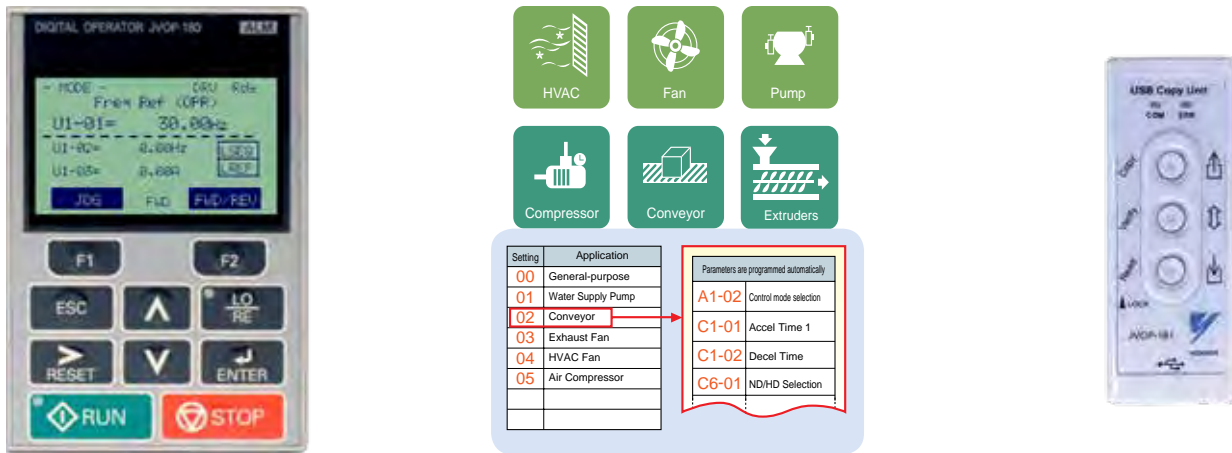 DIGITAL OPERATOR JVOP-180 ALM
- MODE - DRV Rdy
Freq Ref (OPR)
U1-01= 30.00Hz
U1-02= 0.00Hz LSEQ
U1-03= 0.00A LREF
JOG FWD FWD/REV
F1 F2
ESC LO
RE
RESET ENTER
RUN STOP
HVAC Fan Pump
Compressor Conveyor Extruders
Setting Application
00 General-purpose
01 Water Supply Pump
02 Conveyor
03 Exhaust Fan
04 HVAC Fan
05 Air Compressor
Parameters are programmed automatically
A1-02 Control mode selection
C1-01 Accel Time 1
C1-02 Decel Time
C6-01 ND/HD Selection
USB Copy Unit
COM ERR
Copy
Verify
Read
LOCK
JVOP-181
YASKAWA